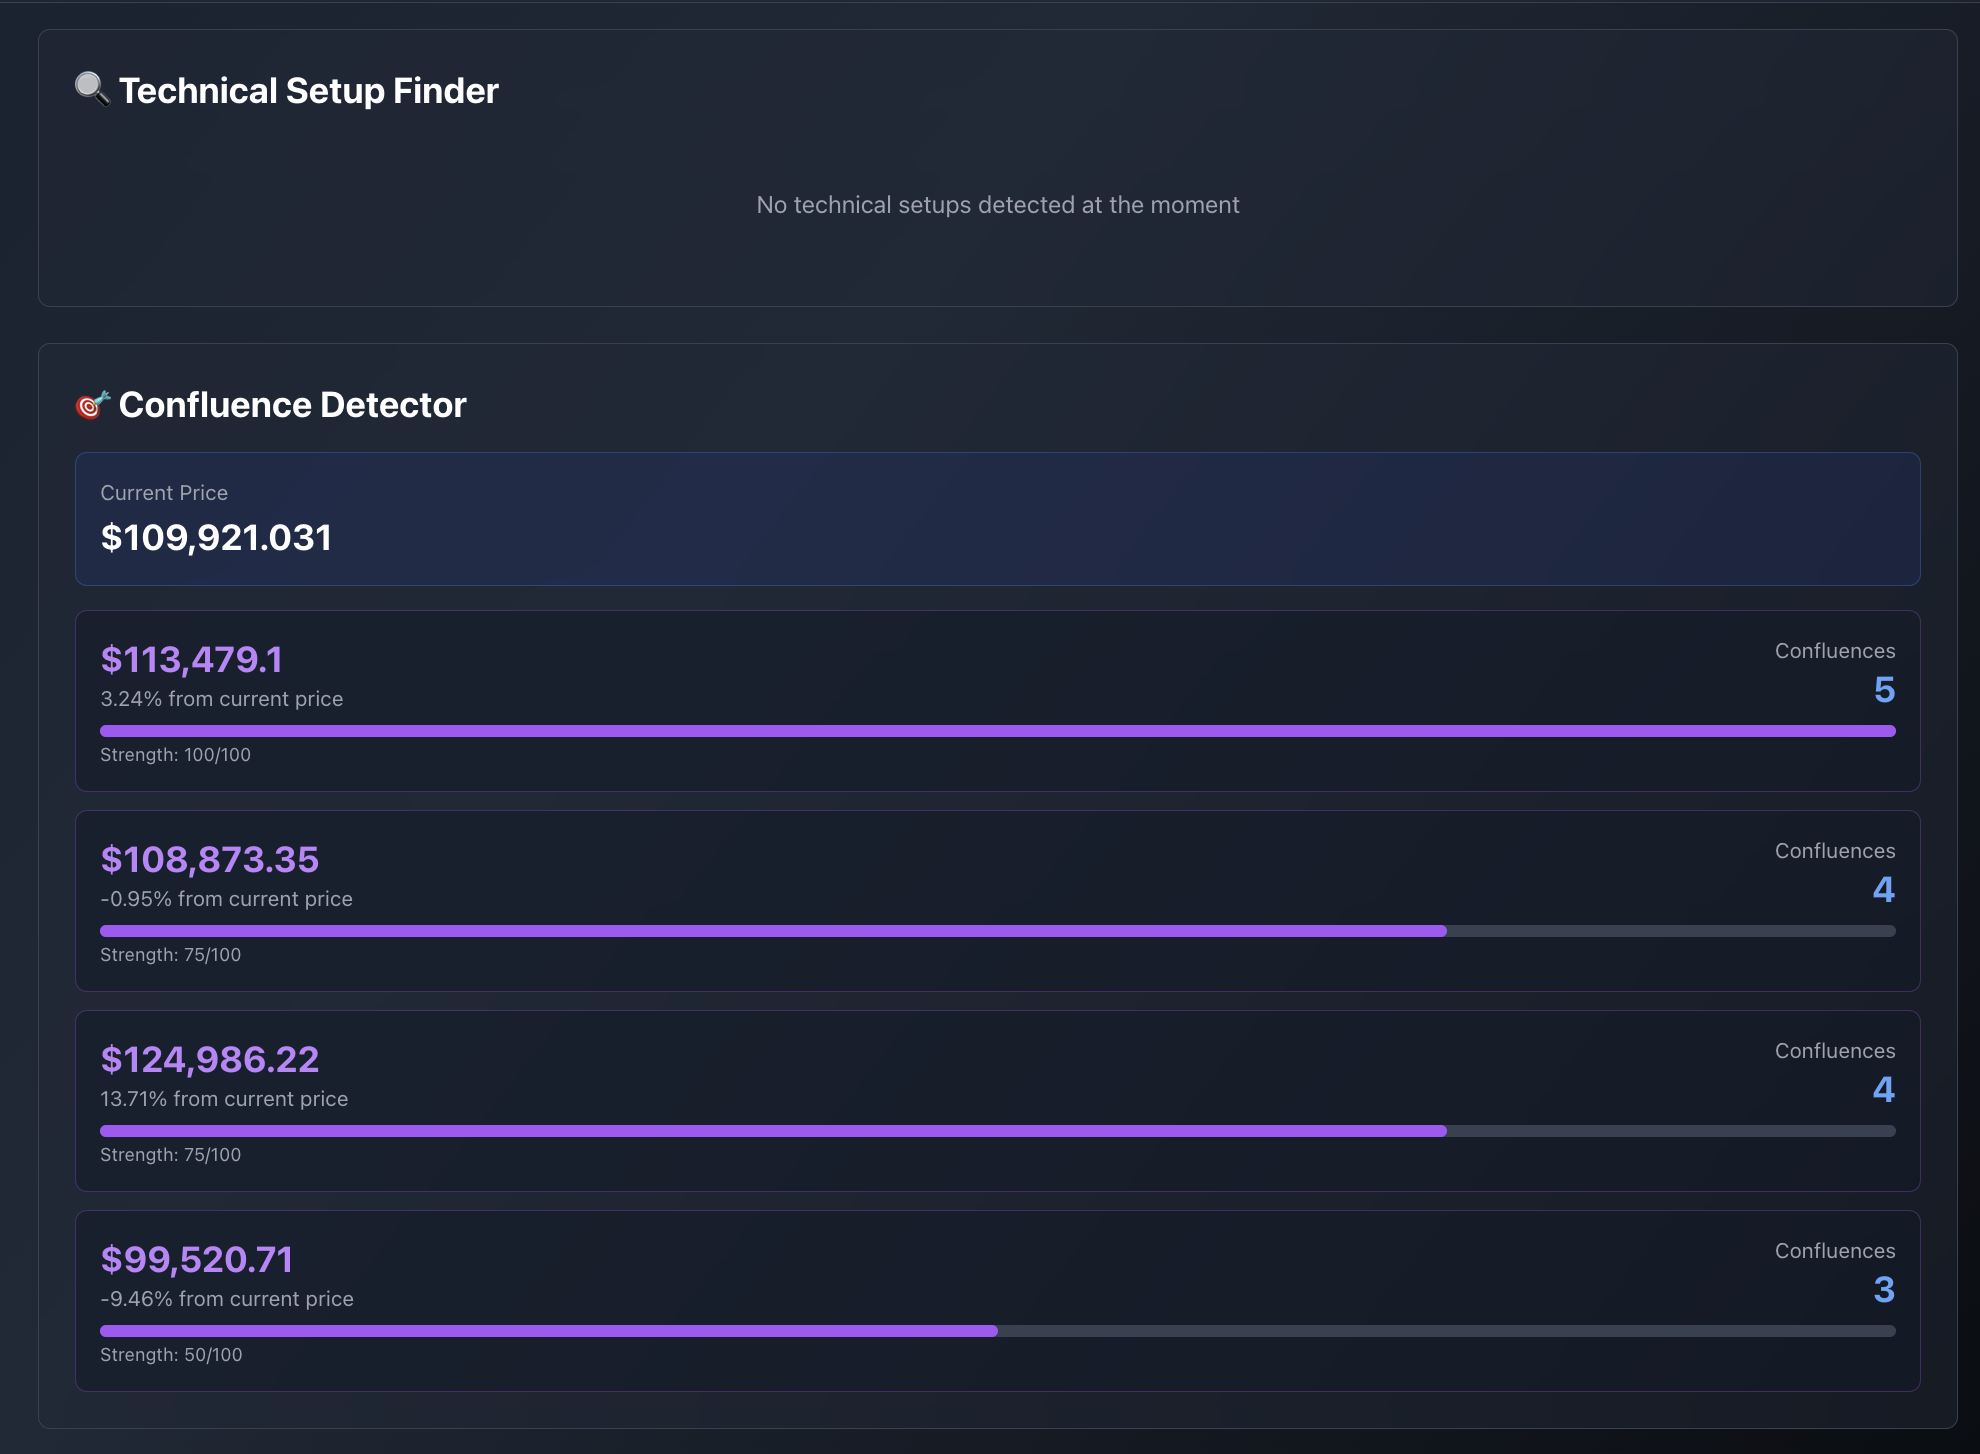 Technical Setup Finder
No technical setups detected at the moment
Confluence Detector
Current Price
$109,921.031
$113,479.1
3.24% from current price
Confluences
5
Strength: 100/100
$108,873.35
-0.95% from current price
Confluences
4
Strength: 75/100
$124,986.22
13.71% from current price
Confluences
4
Strength: 75/100
$99,520.71
-9.46% from current price
Confluences
3
Strength: 50/100